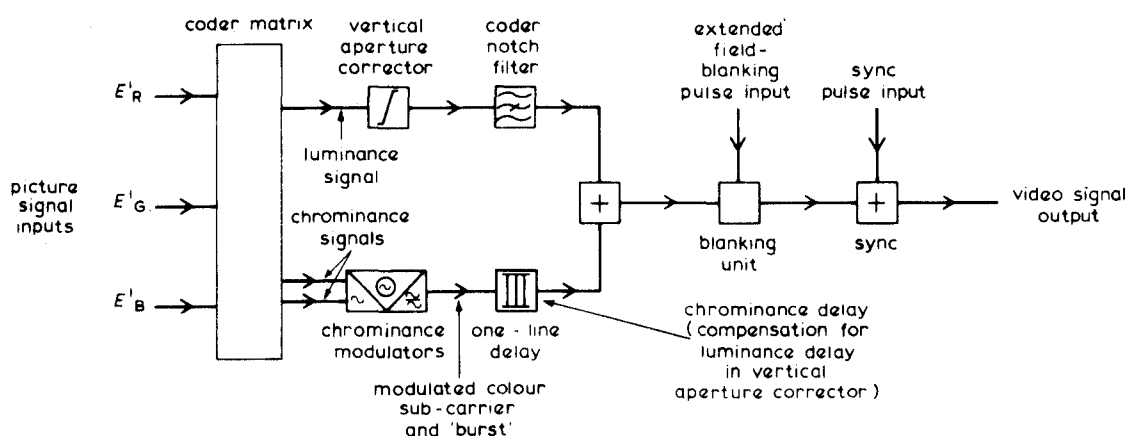 coder matrix
vertical
aperture
corrector
coder
notch
filter
extended
field-
blanking
pulse input
sync
pulse input
E'R
luminance
signal
picture
signal
inputs
E'G
chrominance
signals
+
blanking
unit
+
sync
video signal
output
E'B
chrominance
modulators
one-line
delay
chrominance delay
(compensation for
luminance delay
in vertical
aperture corrector)
modulated colour
sub-carrier
and 'burst'